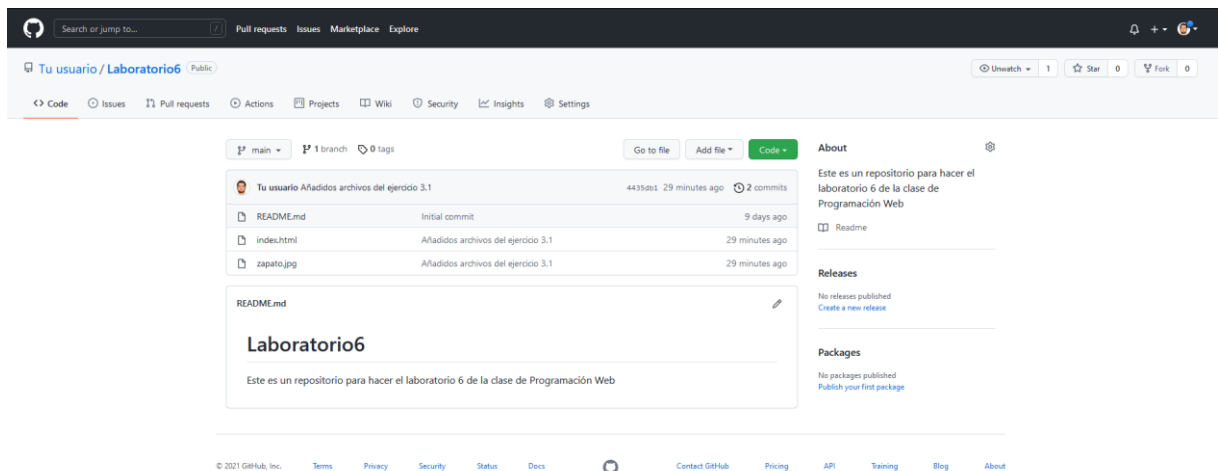 Search or jump to... / Pull requests Issues Marketplace Explore
Tu usuario / Laboratorio6 Public Unwatch 1 Star 0 Fork 0
<> Code Issues Pull requests Actions Projects Wiki Security Insights Settings
main 1 branch 0 tags Go to file Add file Code
Tu usuario Añadidos archivos del ejercicio 3.1 4435db1 29 minutes ago 2 commits
README.md Initial commit 9 days ago
index.html Añadidos archivos del ejercicio 3.1 29 minutes ago
zapato.jpg Añadidos archivos del ejercicio 3.1 29 minutes ago
README.md
Laboratorio6
Este es un repositorio para hacer el laboratorio 6 de la clase de Programación Web
About
Este es un repositorio para hacer el
laboratorio 6 de la clase de
Programación Web
Readme
Releases
No releases published
Create a new release
Packages
No packages published
Publish your first package
© 2021 GitHub, Inc. Terms Privacy Security Status Docs Contact GitHub Pricing API Training Blog About